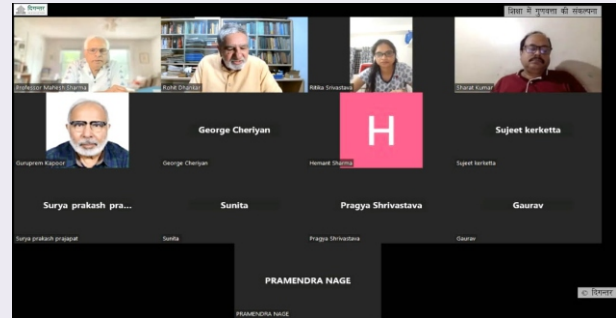 दिगन्तर
शिक्षा में गुणवत्ता की संकल्पना
Professor Mahesh Sharma
Rohit Dhankar
Ritika Srivastava
Sharat Kumar
Guruprem Kapoor
George Cheriyan
George Cheriyan
H
Hemant Sharma
Sujeet kerketta
Sujeet kerketta
Surya prakash pra...
Surya prakash prajapat
Sunita
Sunita
Pragya Shrivastava
Pragya Shrivastava
Gaurav
Gaurav
PRAMENDRA NAGE
PRAMENDRA NAGE
© दिगन्तर